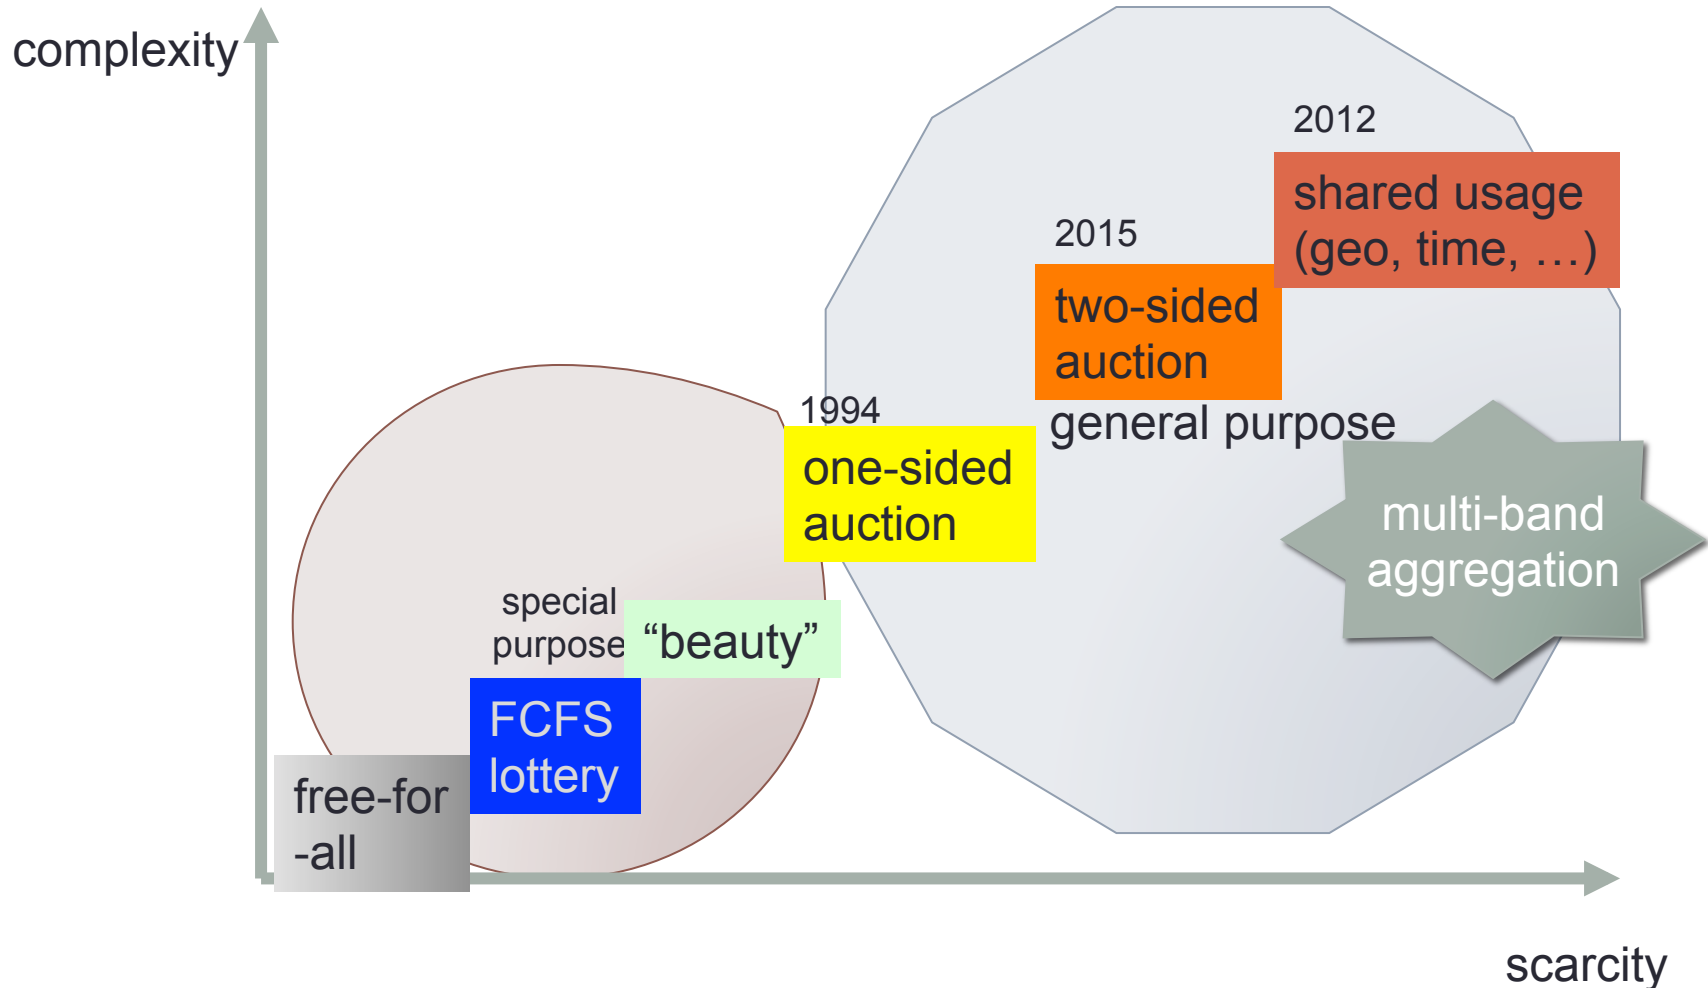 complexity
2012
shared usage
(geo, time, …)
2015
two-sided
auction
general purpose
1994
one-sided
auction
multi-band
aggregation
special
purpose
“beauty”
FCFS
lottery
free-for
-all
scarcity